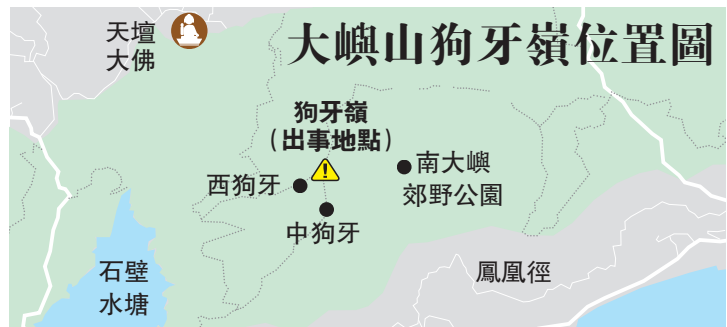 大嶼山狗牙嶺位置圖
天壇
大佛
狗牙嶺
(出事地點)
南大嶼
郊野公園
西狗牙
中狗牙
石壁
水塘
鳳凰徑